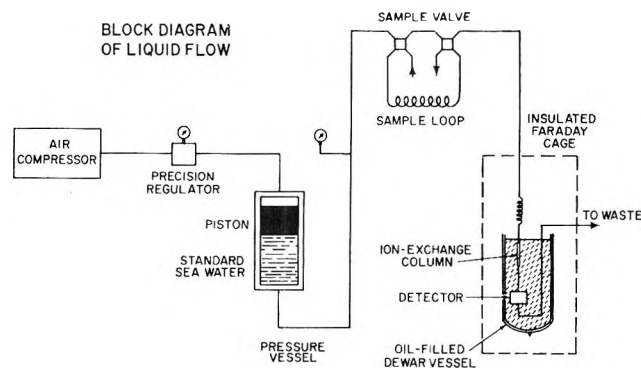 BLOCK DIAGRAM
OF LIQUID FLOW
SAMPLE VALVE
SAMPLE LOOP
INSULATED
FARADAY
CAGE
AIR
COMPRESSOR
PRECISION
REGULATOR
PISTON
STANDARD
SEA WATER
PRESSURE
VESSEL
TO WASTE
ION-EXCHANGE
COLUMN
DETECTOR
OIL-FILLED
DEWAR VESSEL